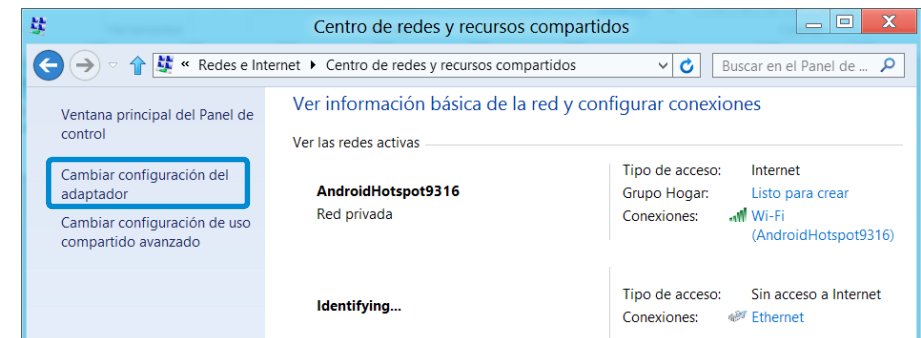 Centro de redes y recursos compartidos
« Redes e Internet ▸ Centro de redes y recursos compartidos
Buscar en el Panel de ...
Ventana principal del Panel de
control
Cambiar configuración del
adaptador
Cambiar configuración de uso
compartido avanzado
Ver información básica de la red y configurar conexiones
Ver las redes activas
AndroidHotspot9316
Red privada
Tipo de acceso: Internet
Grupo Hogar: Listo para crear
Conexiones: Wi-Fi
(AndroidHotspot9316)
Identifying...
Tipo de acceso: Sin acceso a Internet
Conexiones: Ethernet